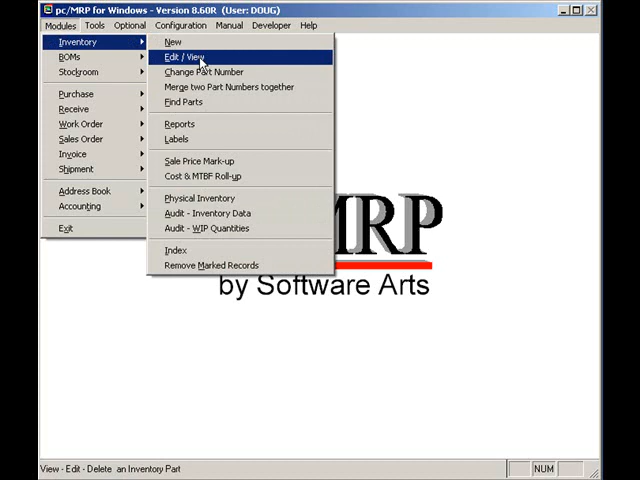 pc/MRP for Windows - Version 8.60R (User: DOUG)
Modules Tools Optional Configuration Manual Developer Help
Inventory
BOMs
Stockroom
Purchase
Receive
Work Order
Sales Order
Invoice
Shipment
Address Book
Accounting
Exit
New
Edit / View
Change Part Number
Merge two Part Numbers together
Find Parts
Reports
Labels
Sale Price Mark-up
Cost & MTBF Roll-up
Physical Inventory
Audit - Inventory Data
Audit - WIP Quantities
Index
Remove Marked Records
MRP
by Software Arts
View - Edit - Delete an Inventory Part
NUM